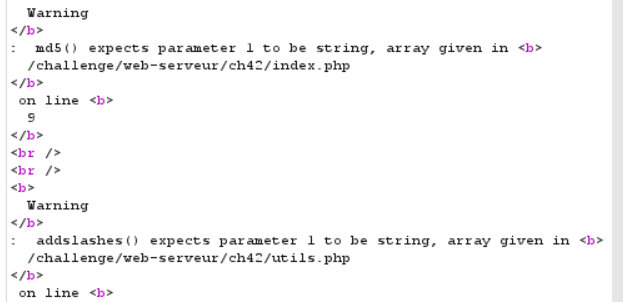 Warning
</b>
:  md5() expects parameter 1 to be string, array given in <b>
/challenge/web-serveur/ch42/index.php
</b>
on line <b>
9
</b>
<br />
<br />
<b>
Warning
</b>
:  addslashes() expects parameter 1 to be string, array given in <b>
/challenge/web-serveur/ch42/utils.php
</b>
on line <b>